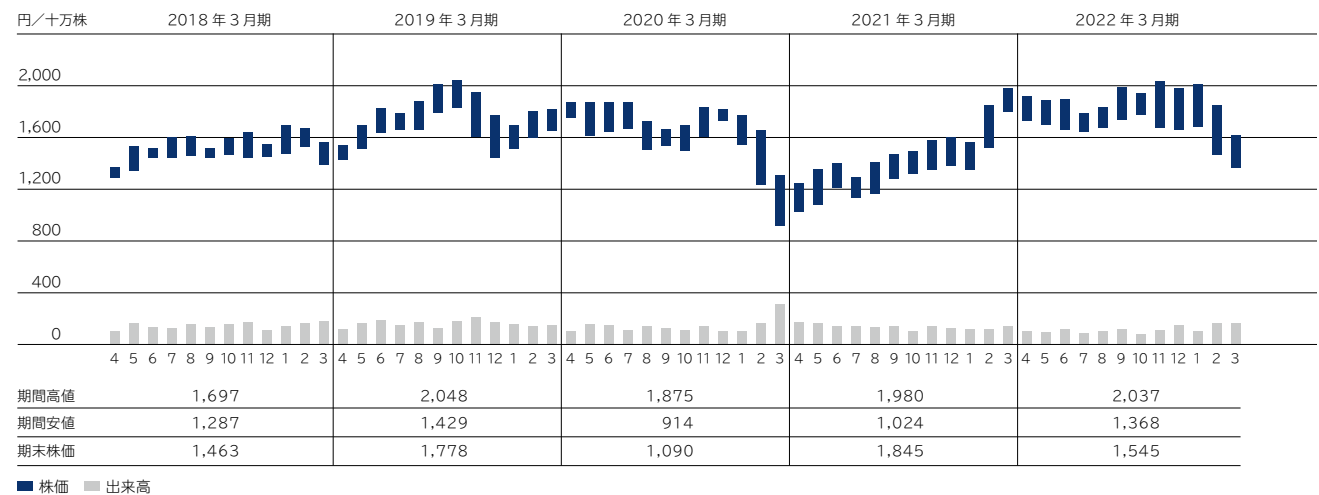 円／十万株 2018年3月期 2019年3月期 2020年3月期 2021年3月期 2022年3月期
2,000
1,600
1,200
800
400
0
4 5 6 7 8 9 10 11 12 1 2 3 4 5 6 7 8 9 10 11 12 1 2 3 4 5 6 7 8 9 10 11 12 1 2 3 4 5 6 7 8 9 10 11 12 1 2 3 4 5 6 7 8 9 10 11 12 1 2 3
期間高値 1,697 2,048 1,875 1,980 2,037
期間安値 1,287 1,429 914 1,024 1,368
期末株価 1,463 1,778 1,090 1,845 1,545
株価 出来高